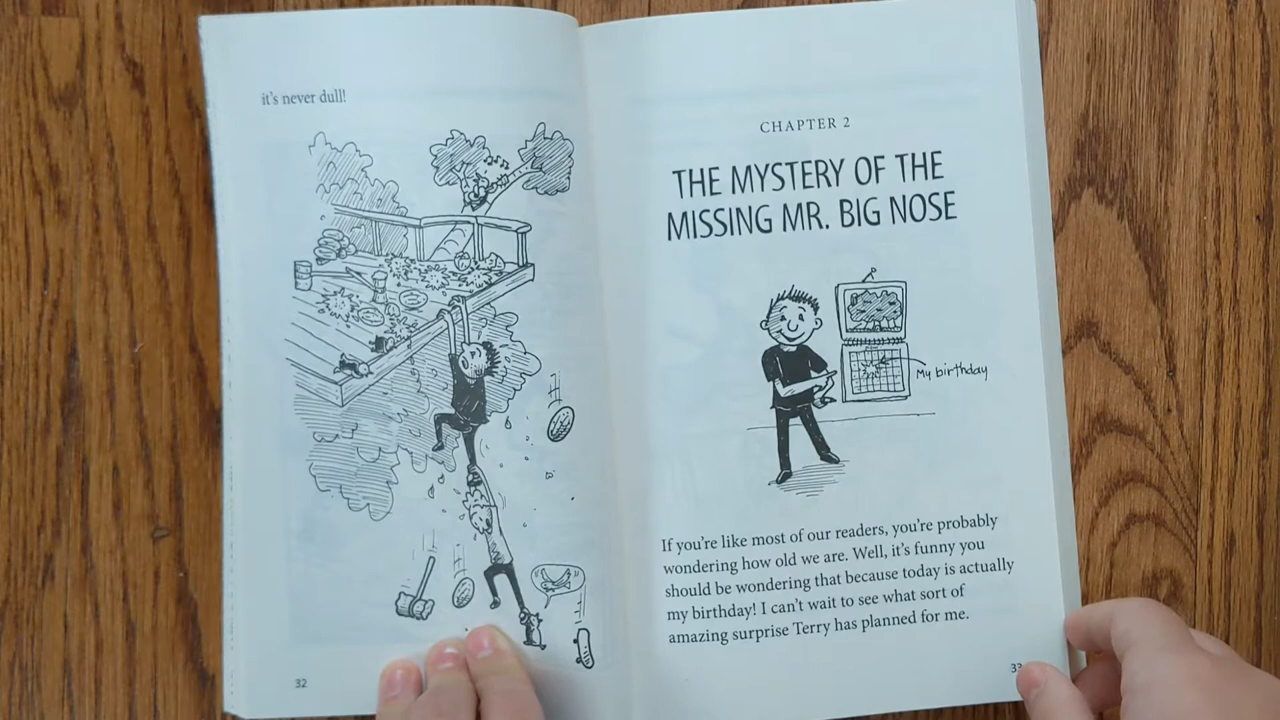 it's never dull!
32
CHAPTER 2
THE MYSTERY OF THE
MISSING MR. BIG NOSE
My birthday
If you're like most of our readers, you're probably
wondering how old we are. Well, it's funny you
should be wondering that because today is actually
my birthday! I can't wait to see what sort of
amazing surprise Terry has planned for me.